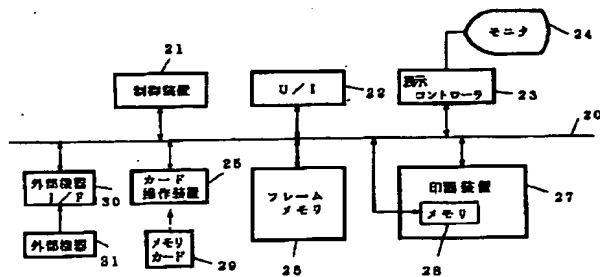 モニタ
24
21
制御装置
U/I
22
表示
コントローラ
23
20
外部機器
I/F
30
カード
操作装置
25
フレーム
メモリ
26
印器装置
メモリ
27
28
外部機器
31
メモリ
カード
29